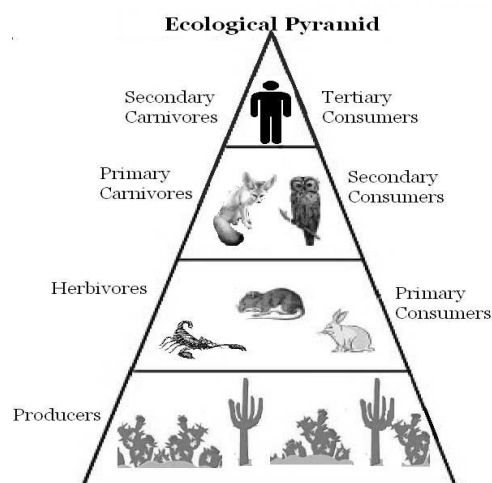 Ecological Pyramid
Secondary
Carnivores
Tertiary
Consumers
Primary
Carnivores
Secondary
Consumers
Herbivores
Primary
Consumers
Producers